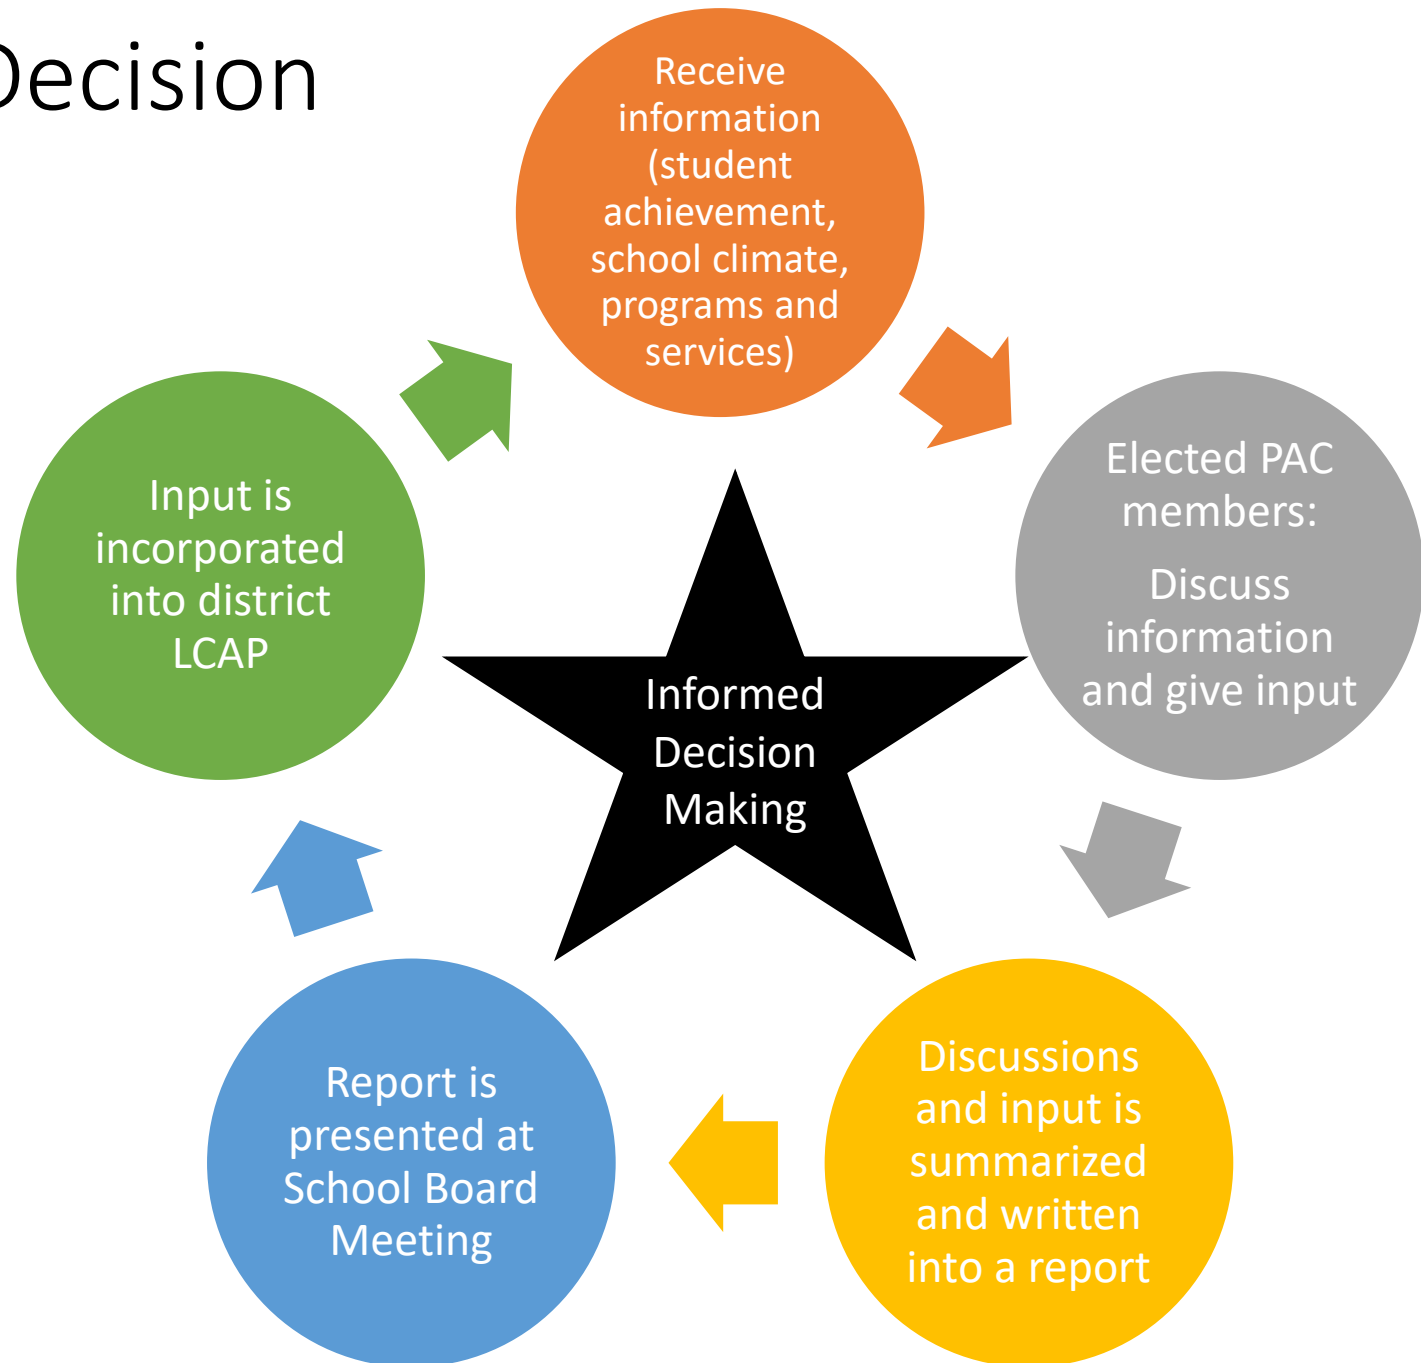 Decision
Receive
information
(student
achievement,
school climate,
programs and
services)
Elected PAC
members:
Discuss
information
and give input
Discussions
and input is
summarized
and written
into a report
Report is
presented at
School Board
Meeting
Input is
incorporated
into district
LCAP
Informed
Decision
Making